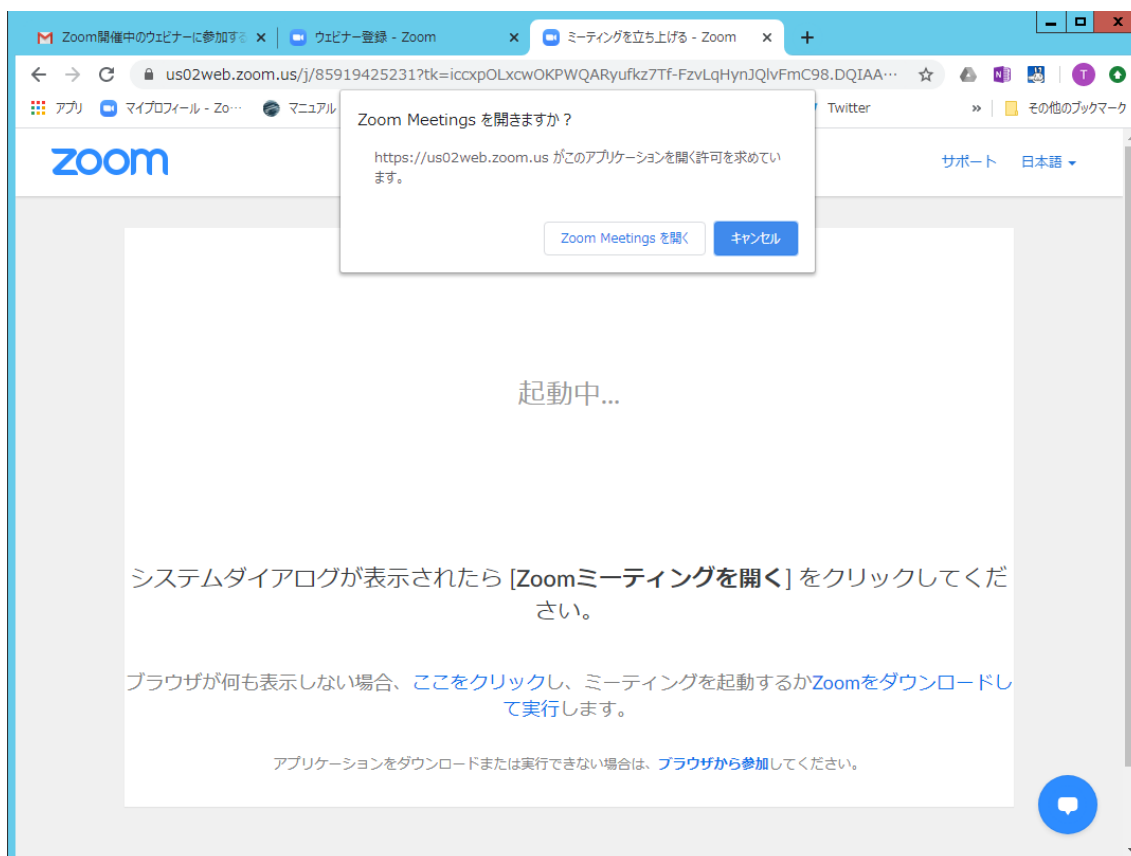 Zoom開催中のウェビナーに参加する
ウェビナー登録 - Zoom
ミーティングを立ち上げる - Zoom
us02web.zoom.us/j/85919425231?tk=iccxpOLxcwOKPWQARyufkz7Tf-FzvLqHynJQlvFmC98.DQIAA…
アプリ マイプロフィール - Zo… マニュアル Twitter » その他のブックマーク
Zoom Meetings を開きますか？
https://us02web.zoom.us がこのアプリケーションを開く許可を求めてい
ます。
Zoom Meetings を開く キャンセル
zoom サポート 日本語
起動中...
システムダイアログが表示されたら [Zoomミーティングを開く] をクリックしてくだ
さい。
ブラウザが何も表示しない場合、ここをクリックし、ミーティングを起動するかZoomをダウンロードし
て実行します。
アプリケーションをダウンロードまたは実行できない場合は、ブラウザから参加してください。